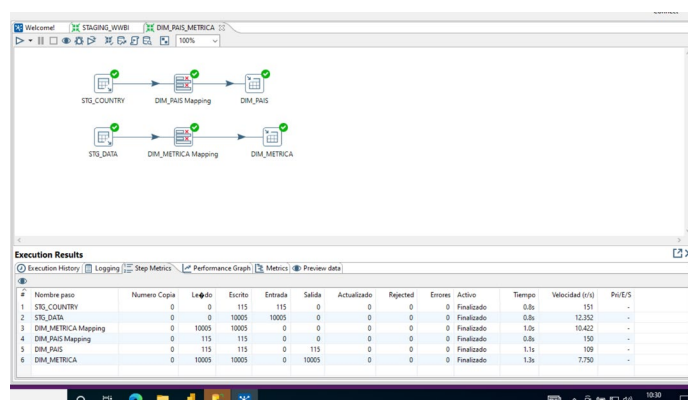 Welcome! STAGING_WWBI DIM_PAIS_METRICA
100%
STG_COUNTRY DIM_PAIS Mapping DIM_PAIS
STG_DATA DIM_METRICA Mapping DIM_METRICA
Execution Results
Execution History Logging Step Metrics Performance Graph Metrics Preview data
# Nombre paso Numero Copia Le�do Escrito Entrada Salida Actualizado Rejected Errores Activo Tiempo Velocidad (r/s) Pri/E/S
1 STG_COUNTRY 0 0 115 115 0 0 0 0 Finalizado 0.8s 151 -
2 STG_DATA 0 0 10005 10005 0 0 0 0 Finalizado 0.8s 12.352 -
3 DIM_METRICA Mapping 0 10005 10005 0 0 0 0 0 Finalizado 1.0s 10.422 -
4 DIM_PAIS Mapping 0 115 115 0 0 0 0 0 Finalizado 0.8s 150 -
5 DIM_PAIS 0 115 115 0 115 0 0 0 Finalizado 1.1s 109 -
6 DIM_METRICA 0 10005 10005 0 10005 0 0 0 Finalizado 1.3s 7.750 -
10:30